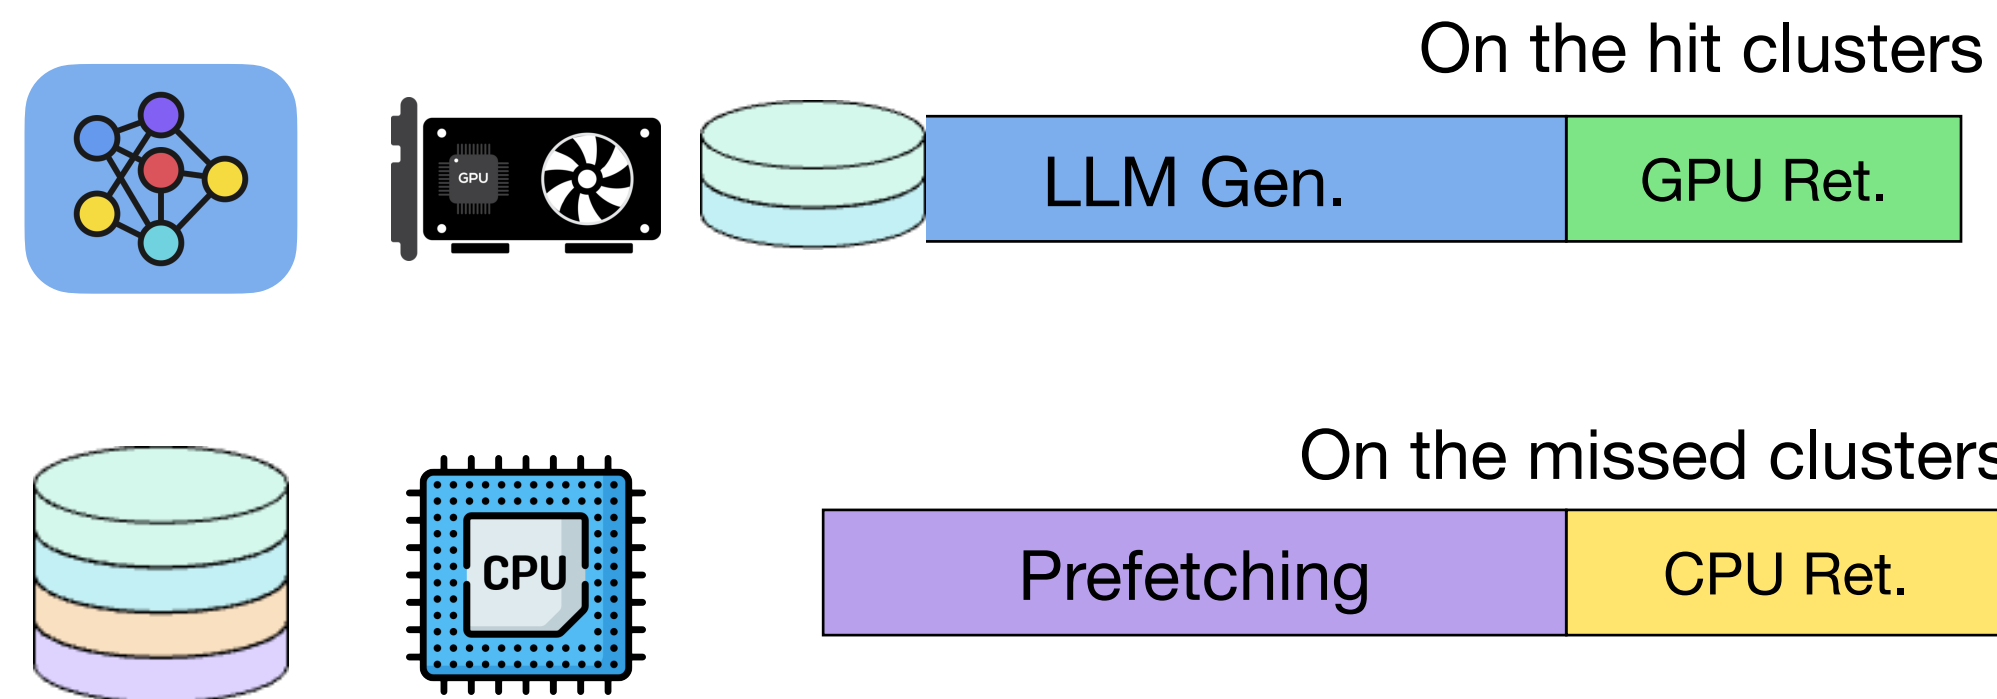 On the hit clusters
GPU
LLM Gen.
GPU Ret.
On the missed clusters
CPU
Prefetching
CPU Ret.